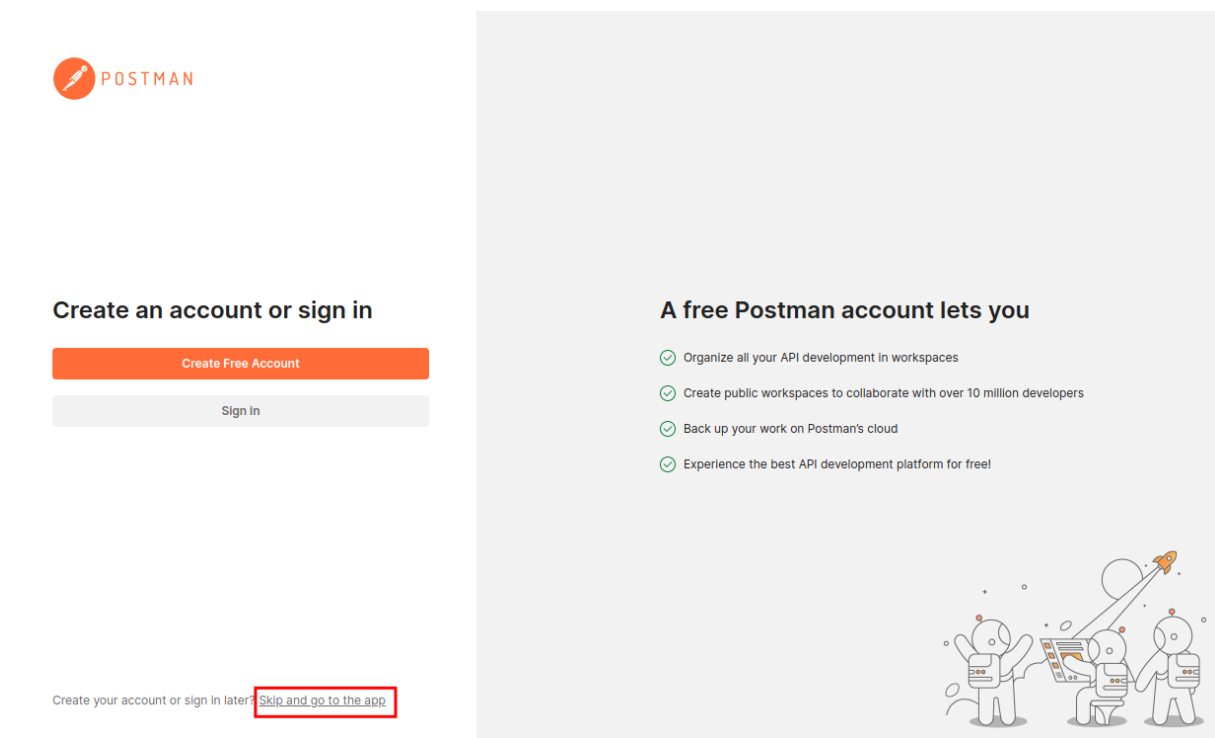 POSTMAN
Create an account or sign in
Create Free Account
Sign in
Create your account or sign in later? Skip and go to the app
A free Postman account lets you
Organize all your API development in workspaces
Create public workspaces to collaborate with over 10 million developers
Back up your work on Postman's cloud
Experience the best API development platform for free!